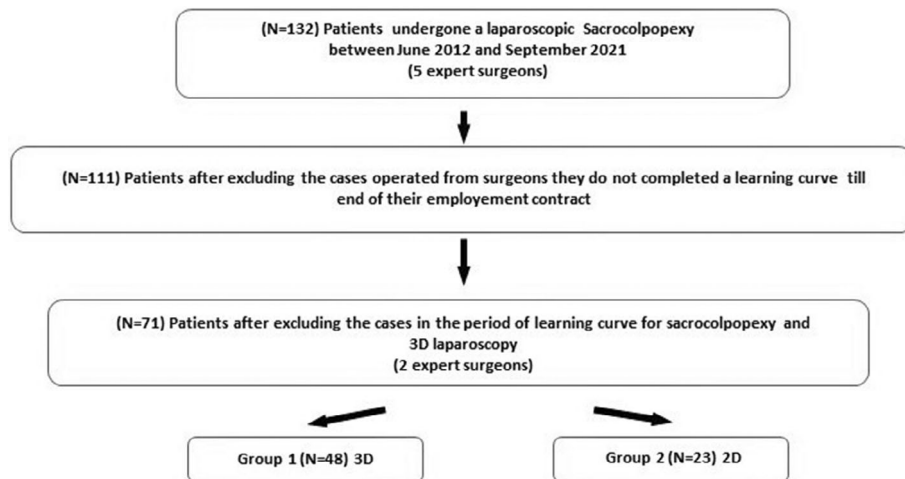 (N=132) Patients undergone a laparoscopic Sacrocolpopexy
between June 2012 and September 2021
(5 expert surgeons)
(N=111) Patients after excluding the cases operated from surgeons they do not completed a learning curve till
end of their employement contract
(N=71) Patients after excluding the cases in the period of learning curve for sacrocolpopexy and
3D laparoscopy
(2 expert surgeons)
Group 1 (N=48) 3D
Group 2 (N=23) 2D